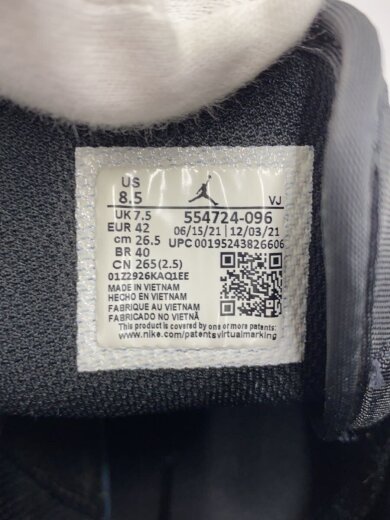 US
8.5
VJ
UK 7.5
554724-096
EUR 42
06/15/21 | 12/03/21
cm 26.5
UPC 00195243826606
BR 40
CN 265(2.5)
01Z2926KAQ1EE
MADE IN VIETNAM
HECHO EN VIETNAM
FABRIQUE AU VIETNAM
FABRICADO NO VIETNÃ
This product is covered by one or more patents:
www.nike.com/patentsvirtualmarking